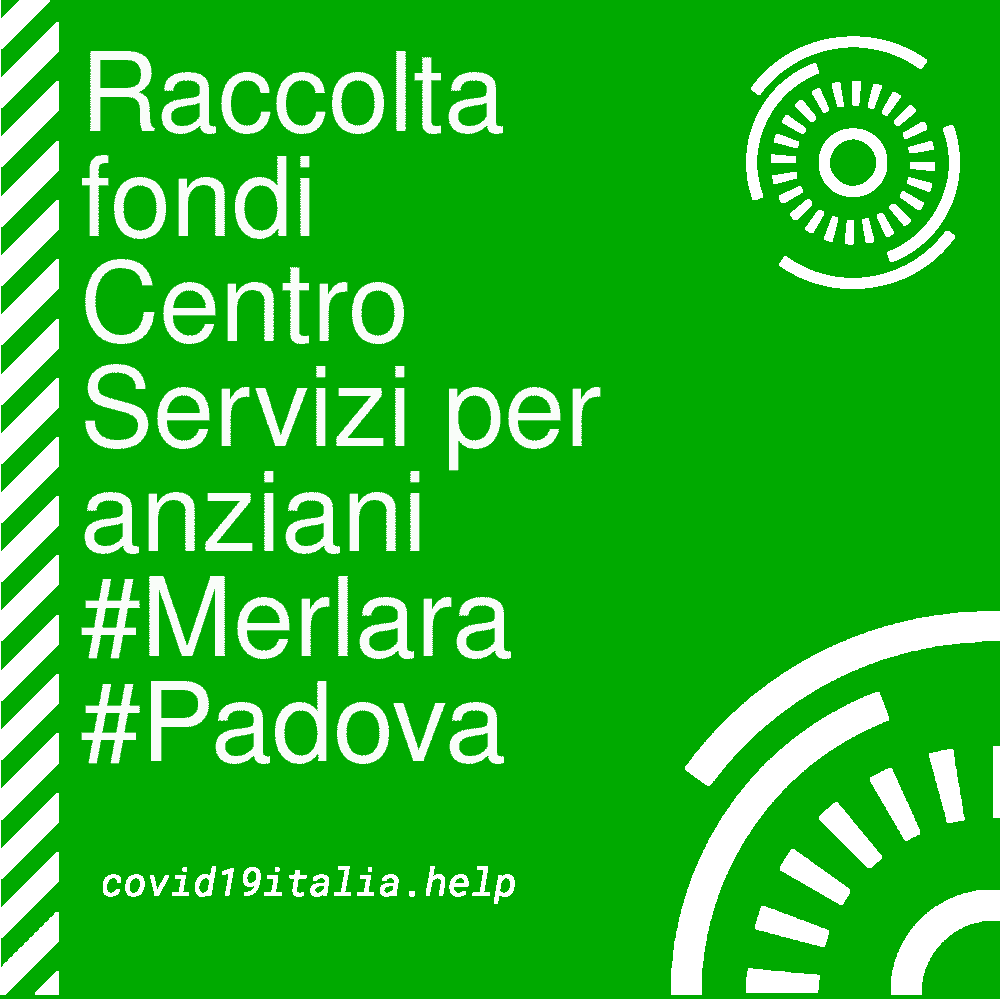 Raccolta
fondi
Centro
Servizi per
anziani
#Merlara
#Padova
covid19italia.help